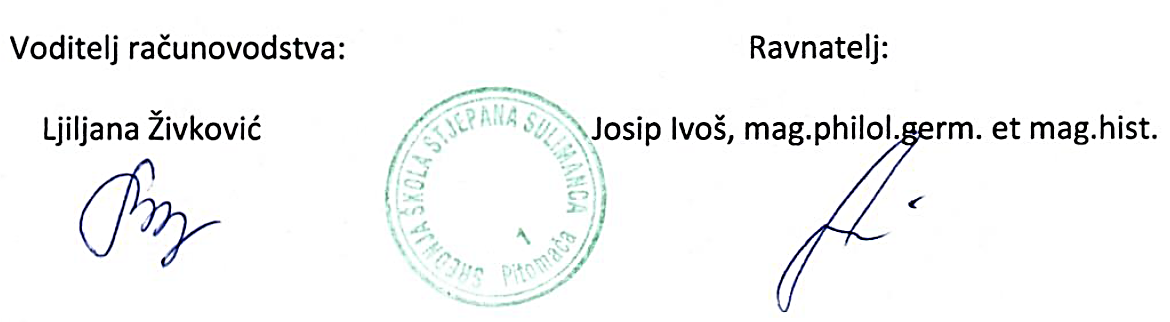 Voditelj računovodstva:
Ravnatelj:
Ljiljana Živković
Josip Ivoš, mag.philol.germ. et mag.hist.
SREDNJA ŠKOLA STJEPANA SULIMANCA
1
Pitomača